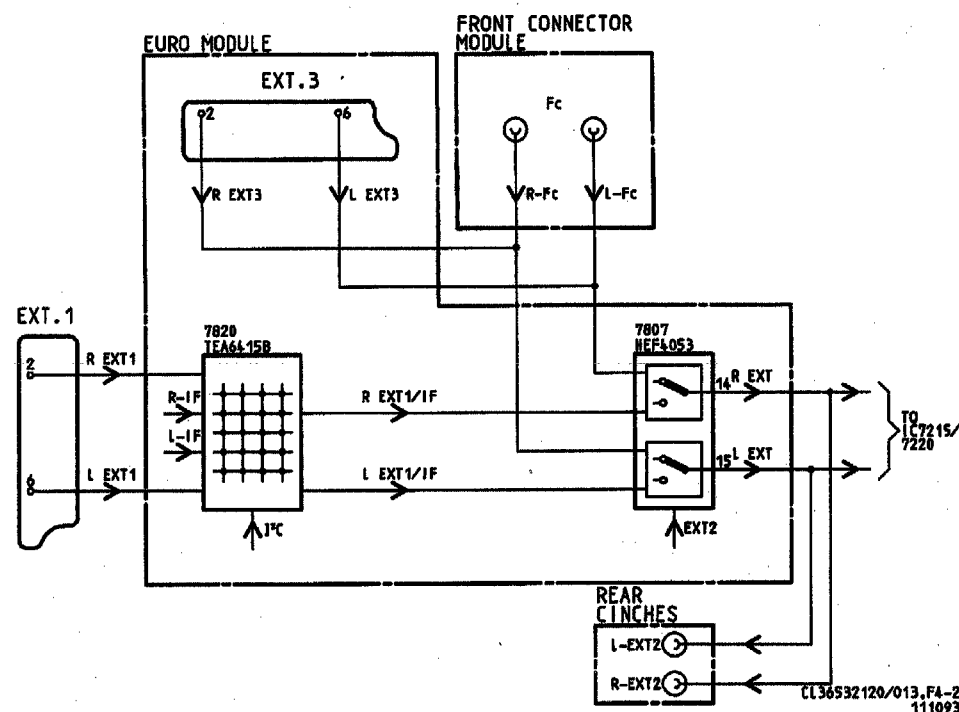 FRONT CONNECTOR
MODULE
EURO MODULE
EXT.3
2
6
Fc
R EXT3
L EXT3
R-Fc
L-Fc
EXT.1
2
6
R EXT1
L EXT1
7820
TEA6415B
R-IF
L-IF
R EXT1/IF
L EXT1/IF
I²C
7807
HEF4053
14
R EXT
15
L EXT
EXT2
TO
IC7215/
7220
REAR
CINCHES
L-EXT2
R-EXT2
CL36532120/013.F4-2
111093